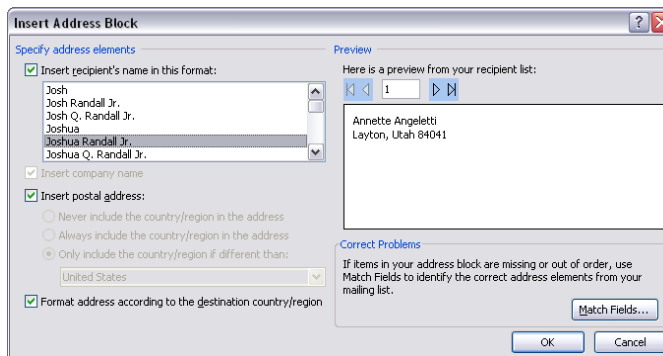 Insert Address Block
Specify address elements
Insert recipient's name in this format:
Josh
Josh Randall Jr.
Josh Q. Randall Jr.
Joshua
Joshua Randall Jr.
Joshua Q. Randall Jr.
Insert company name
Insert postal address:
Never include the country/region in the address
Always include the country/region in the address
Only include the country/region if different than:
United States
Format address according to the destination country/region
Preview
Here is a preview from your recipient list:
1
Annette Angeletti
Layton, Utah 84041
Correct Problems
If items in your address block are missing or out of order, use
Match Fields to identify the correct address elements from your
mailing list.
Match Fields...
OK
Cancel